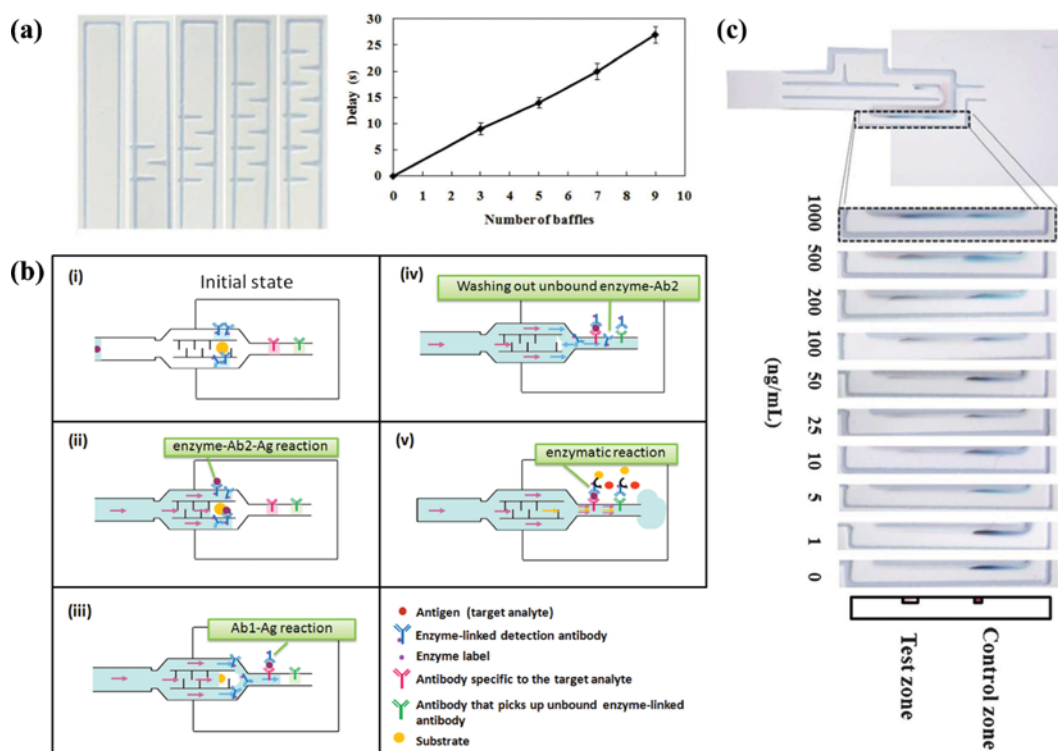 (a)
30
25
20
15
10
5
0
Delay (s)
0 1 2 3 4 5 6 7 8 9 10
Number of baffles
(b)
(i)
Initial state
(ii)
enzyme-Ab2-Ag reaction
(iii)
Ab1-Ag reaction
(iv)
Washing out unbound enzyme-Ab2
(v)
enzymatic reaction
Antigen (target analyte)
Enzyme-linked detection antibody
Enzyme label
Antibody specific to the target analyte
Antibody that picks up unbound enzyme-linked
antibody
Substrate
(c)
1000
500
200
100
50
25
10
5
1
0
(ng/mL)
Test zone
Control zone